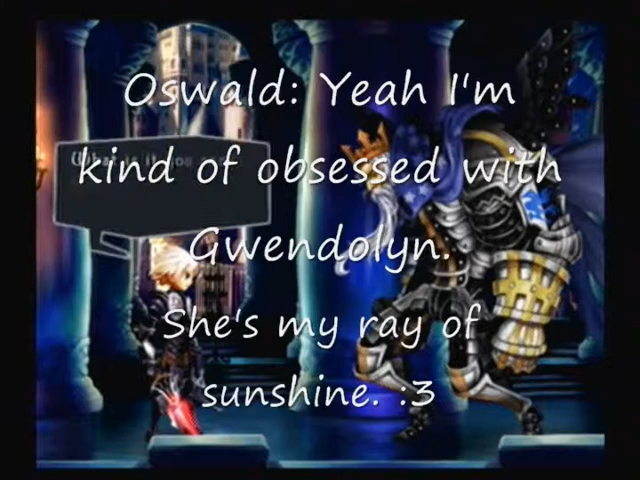 Oswald: Yeah I'm
kind of obsessed with
Gwendolyn.
She's my ray of
sunshine. :3